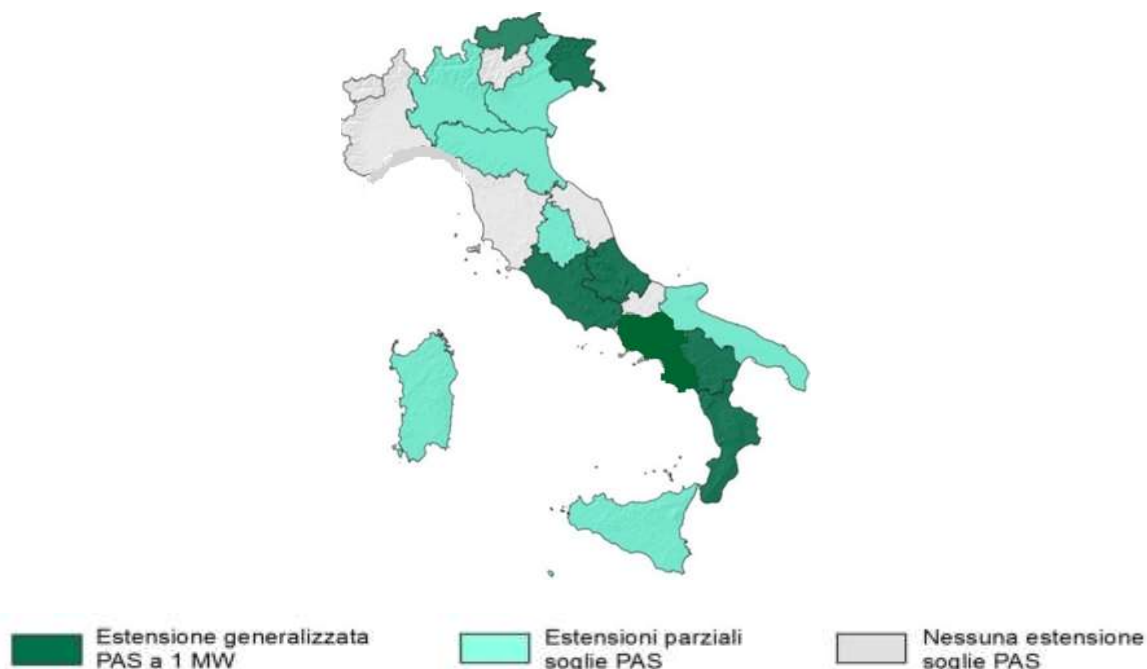 Estensione generalizzata
PAS a 1 MW
Estensioni parziali
soglie PAS
Nessuna estensione
soglie PAS